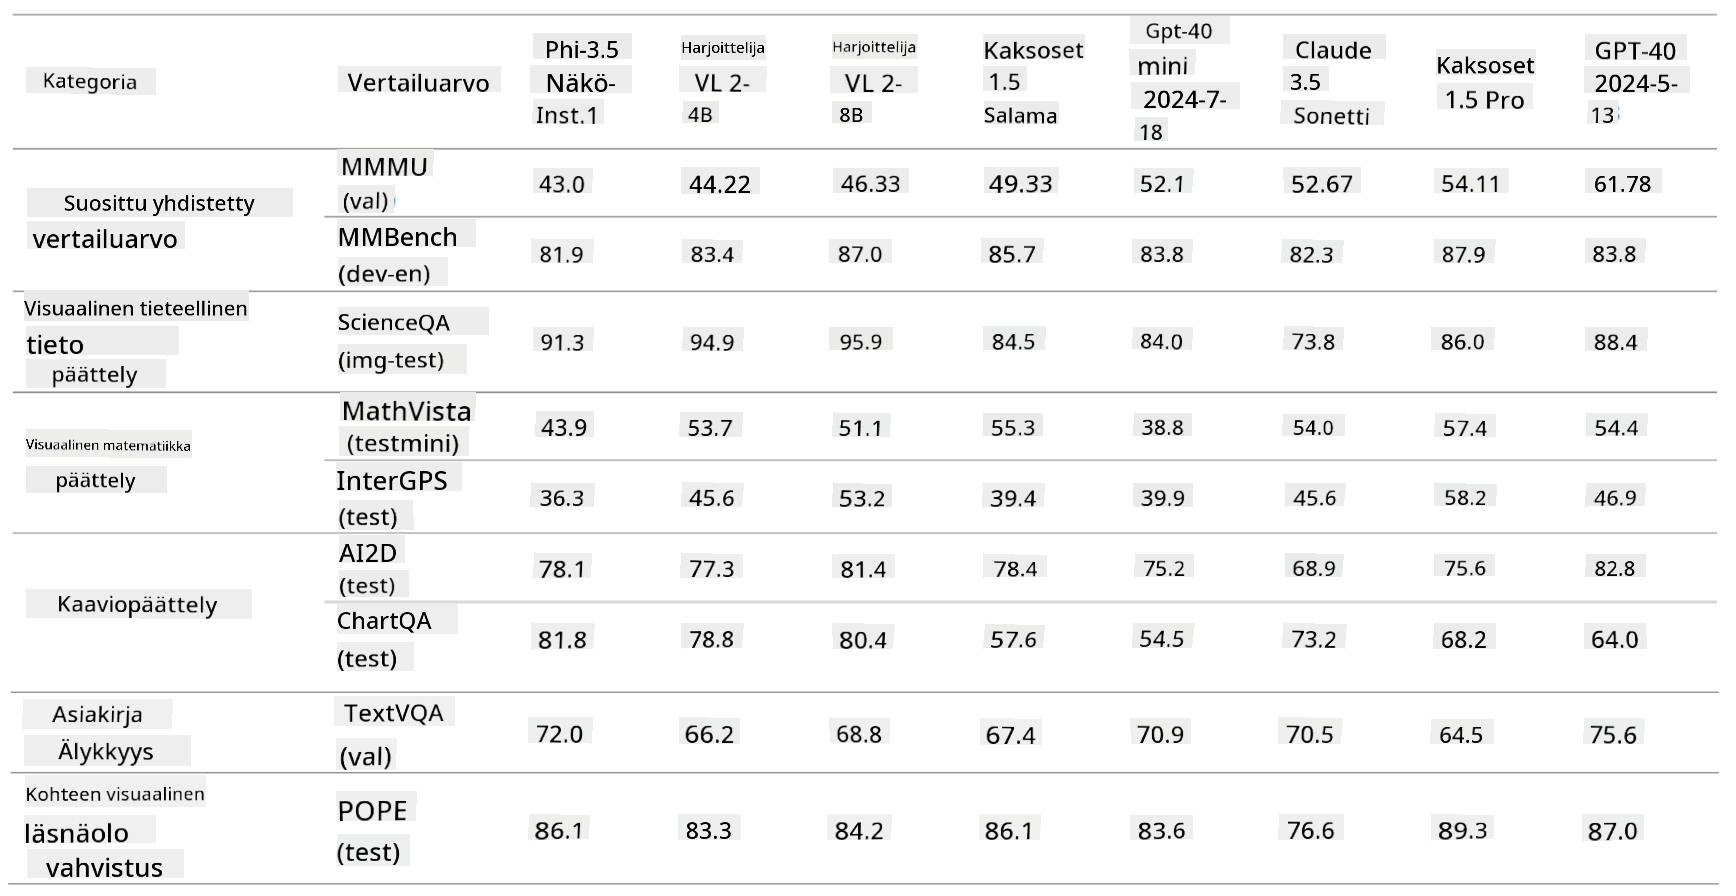 Kategoria Vertailuarvo Phi-3.5 Näkö- Inst.1 Harjoittelija VL 2- 4B Harjoittelija VL 2- 8B Kaksoset 1.5 Salama Gpt-40 mini 2024-7- 18 Claude 3.5 Sonetti Kaksoset 1.5 Pro GPT-40 2024-5- 13
Suosittu yhdistetty
vertailuarvo
MMMU
(val)
43.0 44.22 46.33 49.33 52.1 52.67 54.11 61.78
MMBench
(dev-en)
81.9 83.4 87.0 85.7 83.8 82.3 87.9 83.8
Visuaalinen tieteellinen
tieto
päättely
ScienceQA
(img-test)
91.3 94.9 95.9 84.5 84.0 73.8 86.0 88.4
Visuaalinen matematiikka
päättely
MathVista
(testmini)
43.9 53.7 51.1 55.3 38.8 54.0 57.4 54.4
InterGPS
(test)
36.3 45.6 53.2 39.4 39.9 45.6 58.2 46.9
Kaaviopäättely
AI2D
(test)
78.1 77.3 81.4 78.4 75.2 68.9 75.6 82.8
ChartQA
(test)
81.8 78.8 80.4 57.6 54.5 73.2 68.2 64.0
Asiakirja
Älykkyys
TextVQA
(val)
72.0 66.2 68.8 67.4 70.9 70.5 64.5 75.6
Kohteen visuaalinen
läsnäolo
vahvistus
POPE
(test)
86.1 83.3 84.2 86.1 83.6 76.6 89.3 87.0